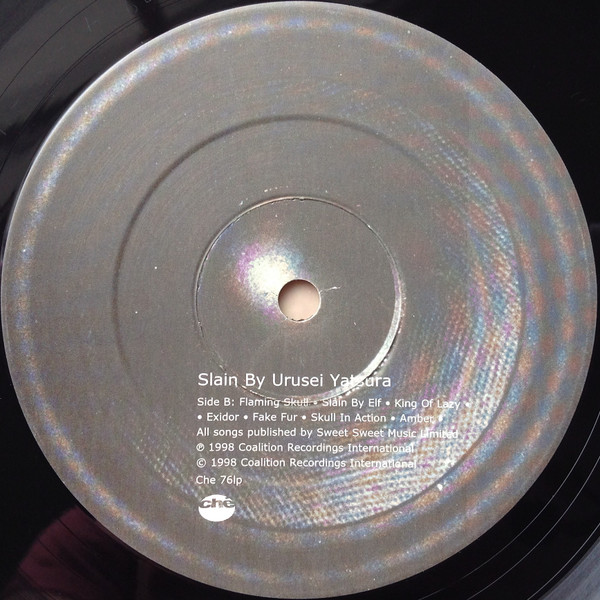 Slain By Urusei Yatsura
Side B: Flaming Skull • Slain By Elf • King Of Lazy •
• Exidor • Fake Fur • Skull In Action • Amber •
All songs published by Sweet Sweet Music Limited
℗ 1998 Coalition Recordings International
© 1998 Coalition Recordings International
Che 76lp
ché